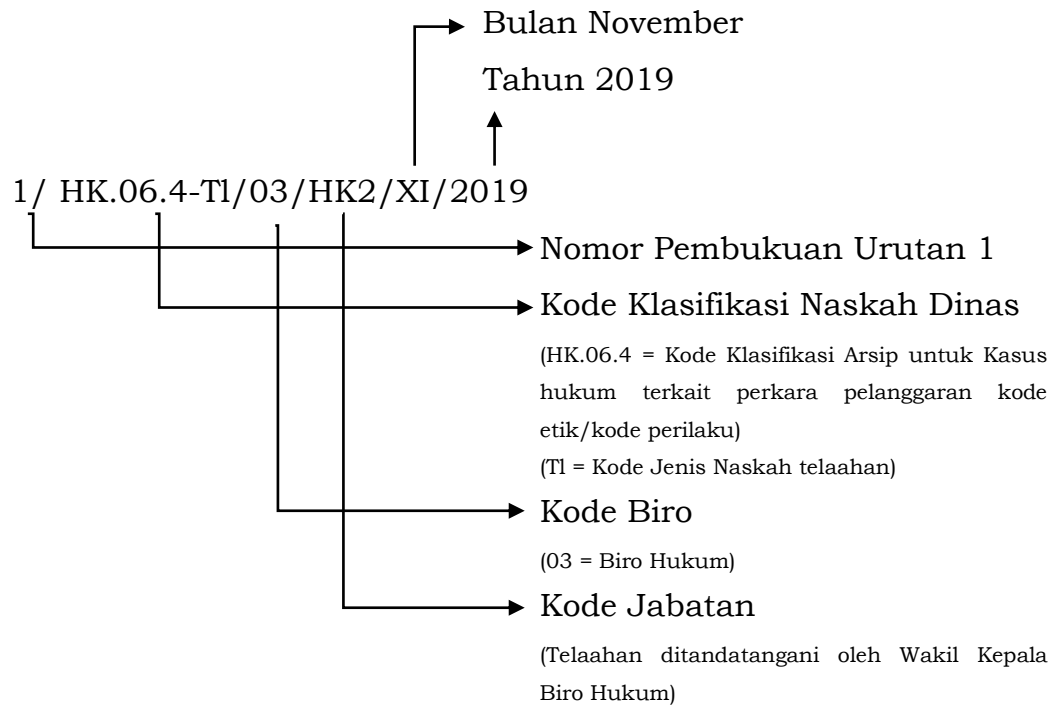 Bulan November
Tahun 2019
1/ HK.06.4-Tl/03/HK2/XI/2019
Nomor Pembukuan Urutan 1
Kode Klasifikasi Naskah Dinas
(HK.06.4 = Kode Klasifikasi Arsip untuk Kasus
hukum terkait perkara pelanggaran kode
etik/kode perilaku)
(Tl = Kode Jenis Naskah telaahan)
Kode Biro
(03 = Biro Hukum)
Kode Jabatan
(Telaahan ditandatangani oleh Wakil Kepala
Biro Hukum)